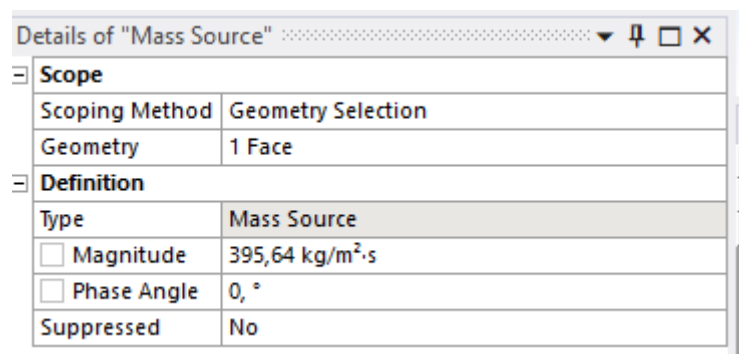 Details of "Mass Source"
Scope
Scoping Method Geometry Selection
Geometry 1 Face
Definition
Type Mass Source
Magnitude 395,64 kg/m²·s
Phase Angle 0, °
Suppressed No